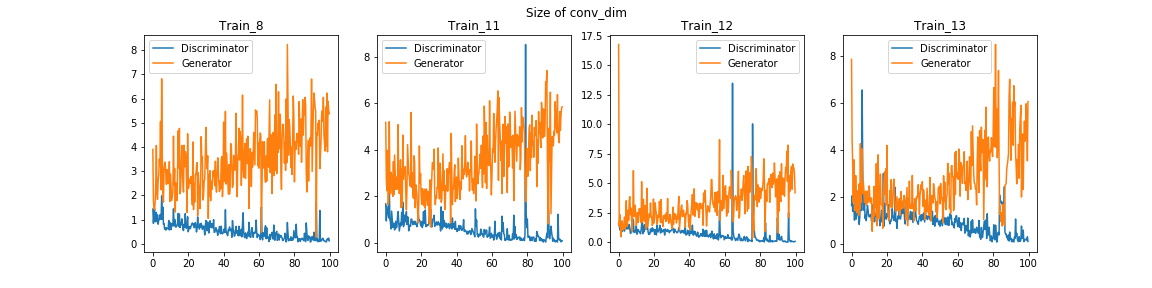 Size of conv_dim
Train_8
Discriminator
Generator
8
7
6
5
4
3
2
1
0
0 20 40 60 80 100
Train_11
Discriminator
Generator
8
6
4
2
0
0 20 40 60 80 100
Train_12
Discriminator
Generator
17.5
15.0
12.5
10.0
7.5
5.0
2.5
0.0
0 20 40 60 80 100
Train_13
Discriminator
Generator
8
6
4
2
0
0 20 40 60 80 100